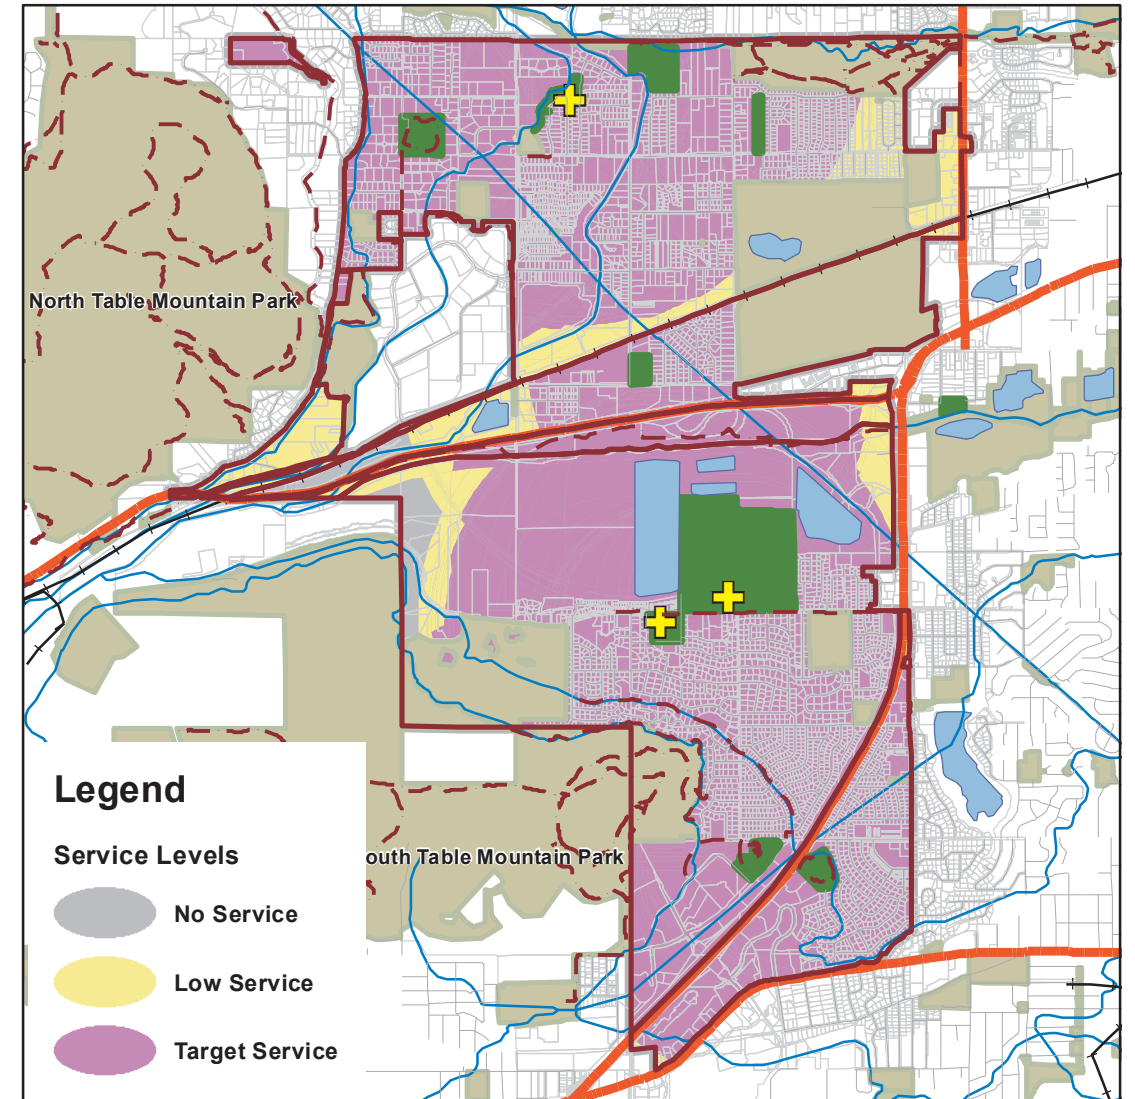 North Table Mountain Park
Legend
Service Levels
outh Table Mountain Park
No Service
Low Service
Target Service